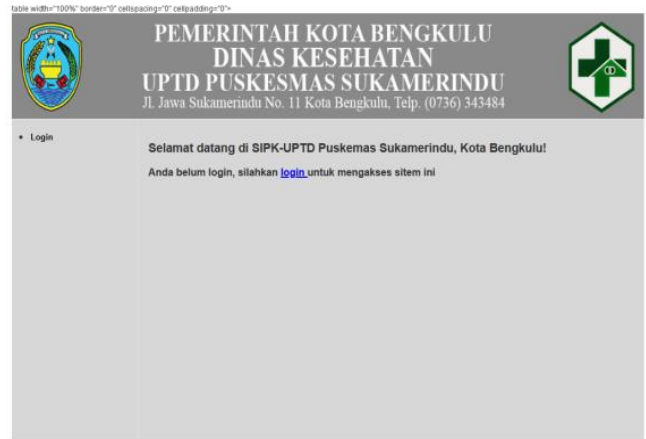 table width="100%" border="0" cellspacing="0" cellpadding="0">
PEMERINTAH KOTA BENGKULU
DINAS KESEHATAN
UPTD PUSKESMAS SUKAMERINDU
Jl. Jawa Sukamerindu No. 11 Kota Bengkulu, Telp. (0736) 343484
• Login
Selamat datang di SIPK-UPTD Puskemas Sukamerindu, Kota Bengkulu!
Anda belum login, silahkan login untuk mengakses sitem ini